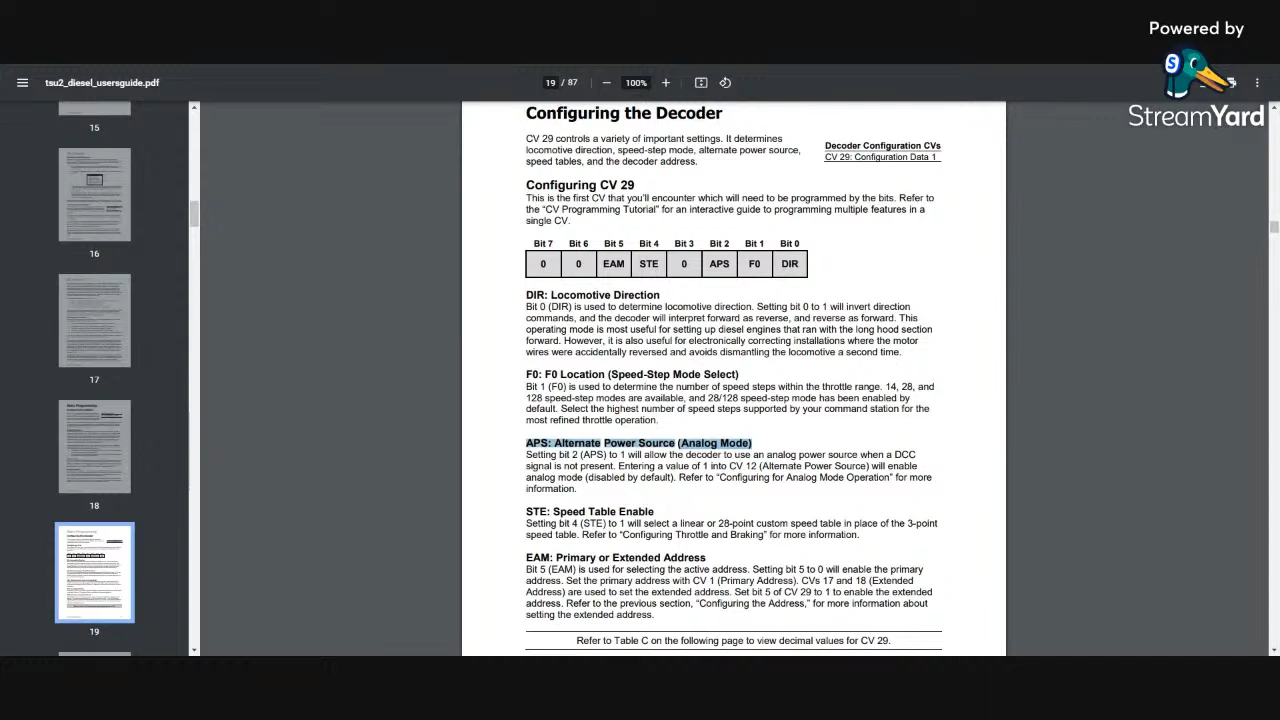 Powered by
StreamYard
tsu2_diesel_usersguide.pdf
19 / 87
100%
15
16
17
18
19
Configuring the Decoder
CV 29 controls a variety of important settings. It determines
locomotive direction, speed-step mode, alternate power source,
speed tables, and the decoder address.
Decoder Configuration CVs
CV 29: Configuration Data 1
Configuring CV 29
This is the first CV that you'll encounter which will need to be programmed by the bits. Refer to
the “CV Programming Tutorial” for an interactive guide to programming multiple features in a
single CV.
Bit 7 Bit 6 Bit 5 Bit 4 Bit 3 Bit 2 Bit 1 Bit 0
0 0 EAM STE 0 APS F0 DIR
DIR: Locomotive Direction
Bit 0 (DIR) is used to determine locomotive direction. Setting bit 0 to 1 will invert direction
commands, and the decoder will interpret forward as reverse, and reverse as forward. This
operating mode is most useful for setting up diesel engines that ran with the long hood section
forward. However, it is also useful for electronically correcting installations where the motor
wires were accidentally reversed and avoids dismantling the locomotive a second time.
F0: F0 Location (Speed-Step Mode Select)
Bit 1 (F0) is used to determine the number of speed steps within the throttle range. 14, 28, and
128 speed-step modes are available, and 28/128 speed-step mode has been enabled by
default. Select the highest number of speed steps supported by your command station for the
most refined throttle operation.
APS: Alternate Power Source (Analog Mode)
Setting bit 2 (APS) to 1 will allow the decoder to use an analog power source when a DCC
signal is not present. Entering a value of 1 into CV 12 (Alternate Power Source) will enable
analog mode (disabled by default). Refer to “Configuring for Analog Mode Operation” for more
information.
STE: Speed Table Enable
Setting bit 4 (STE) to 1 will select a linear or 28-point custom speed table in place of the 3-point
speed table. Refer to “Configuring Throttle and Braking” for more information.
EAM: Primary or Extended Address
Bit 5 (EAM) is used for selecting the active address. Setting bit 5 to 0 will enable the primary
address. Set the primary address with CV 1 (Primary Address). CVs 17 and 18 (Extended
Address) are used to set the extended address. Set bit 5 of CV 29 to 1 to enable the extended
address. Refer to the previous section, “Configuring the Address,” for more information about
setting the extended address.
Refer to Table C on the following page to view decimal values for CV 29.